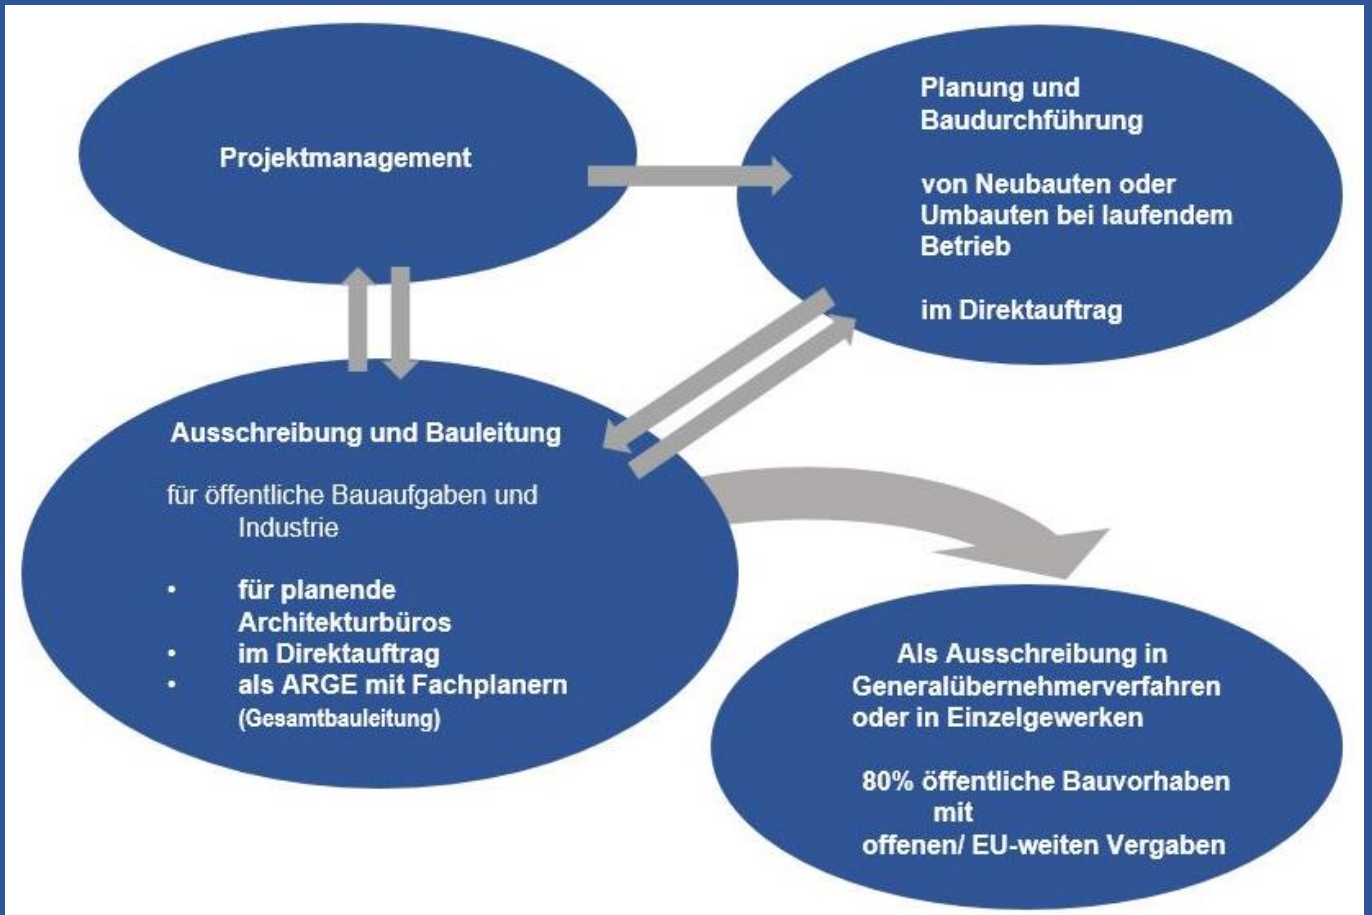 Projektmanagement
Planung und
Baudurchführung
von Neubauten oder
Umbauten bei laufendem
Betrieb
im Direktauftrag
Ausschreibung und Bauleitung
für öffentliche Bauaufgaben und
Industrie
• für planende
Architekturbüros
• im Direktauftrag
• als ARGE mit Fachplanern
(Gesamtbauleitung)
Als Ausschreibung in
Generalübernehmerverfahren
oder in Einzelgewerken
80% öffentliche Bauvorhaben
mit
offenen/ EU-weiten Vergaben